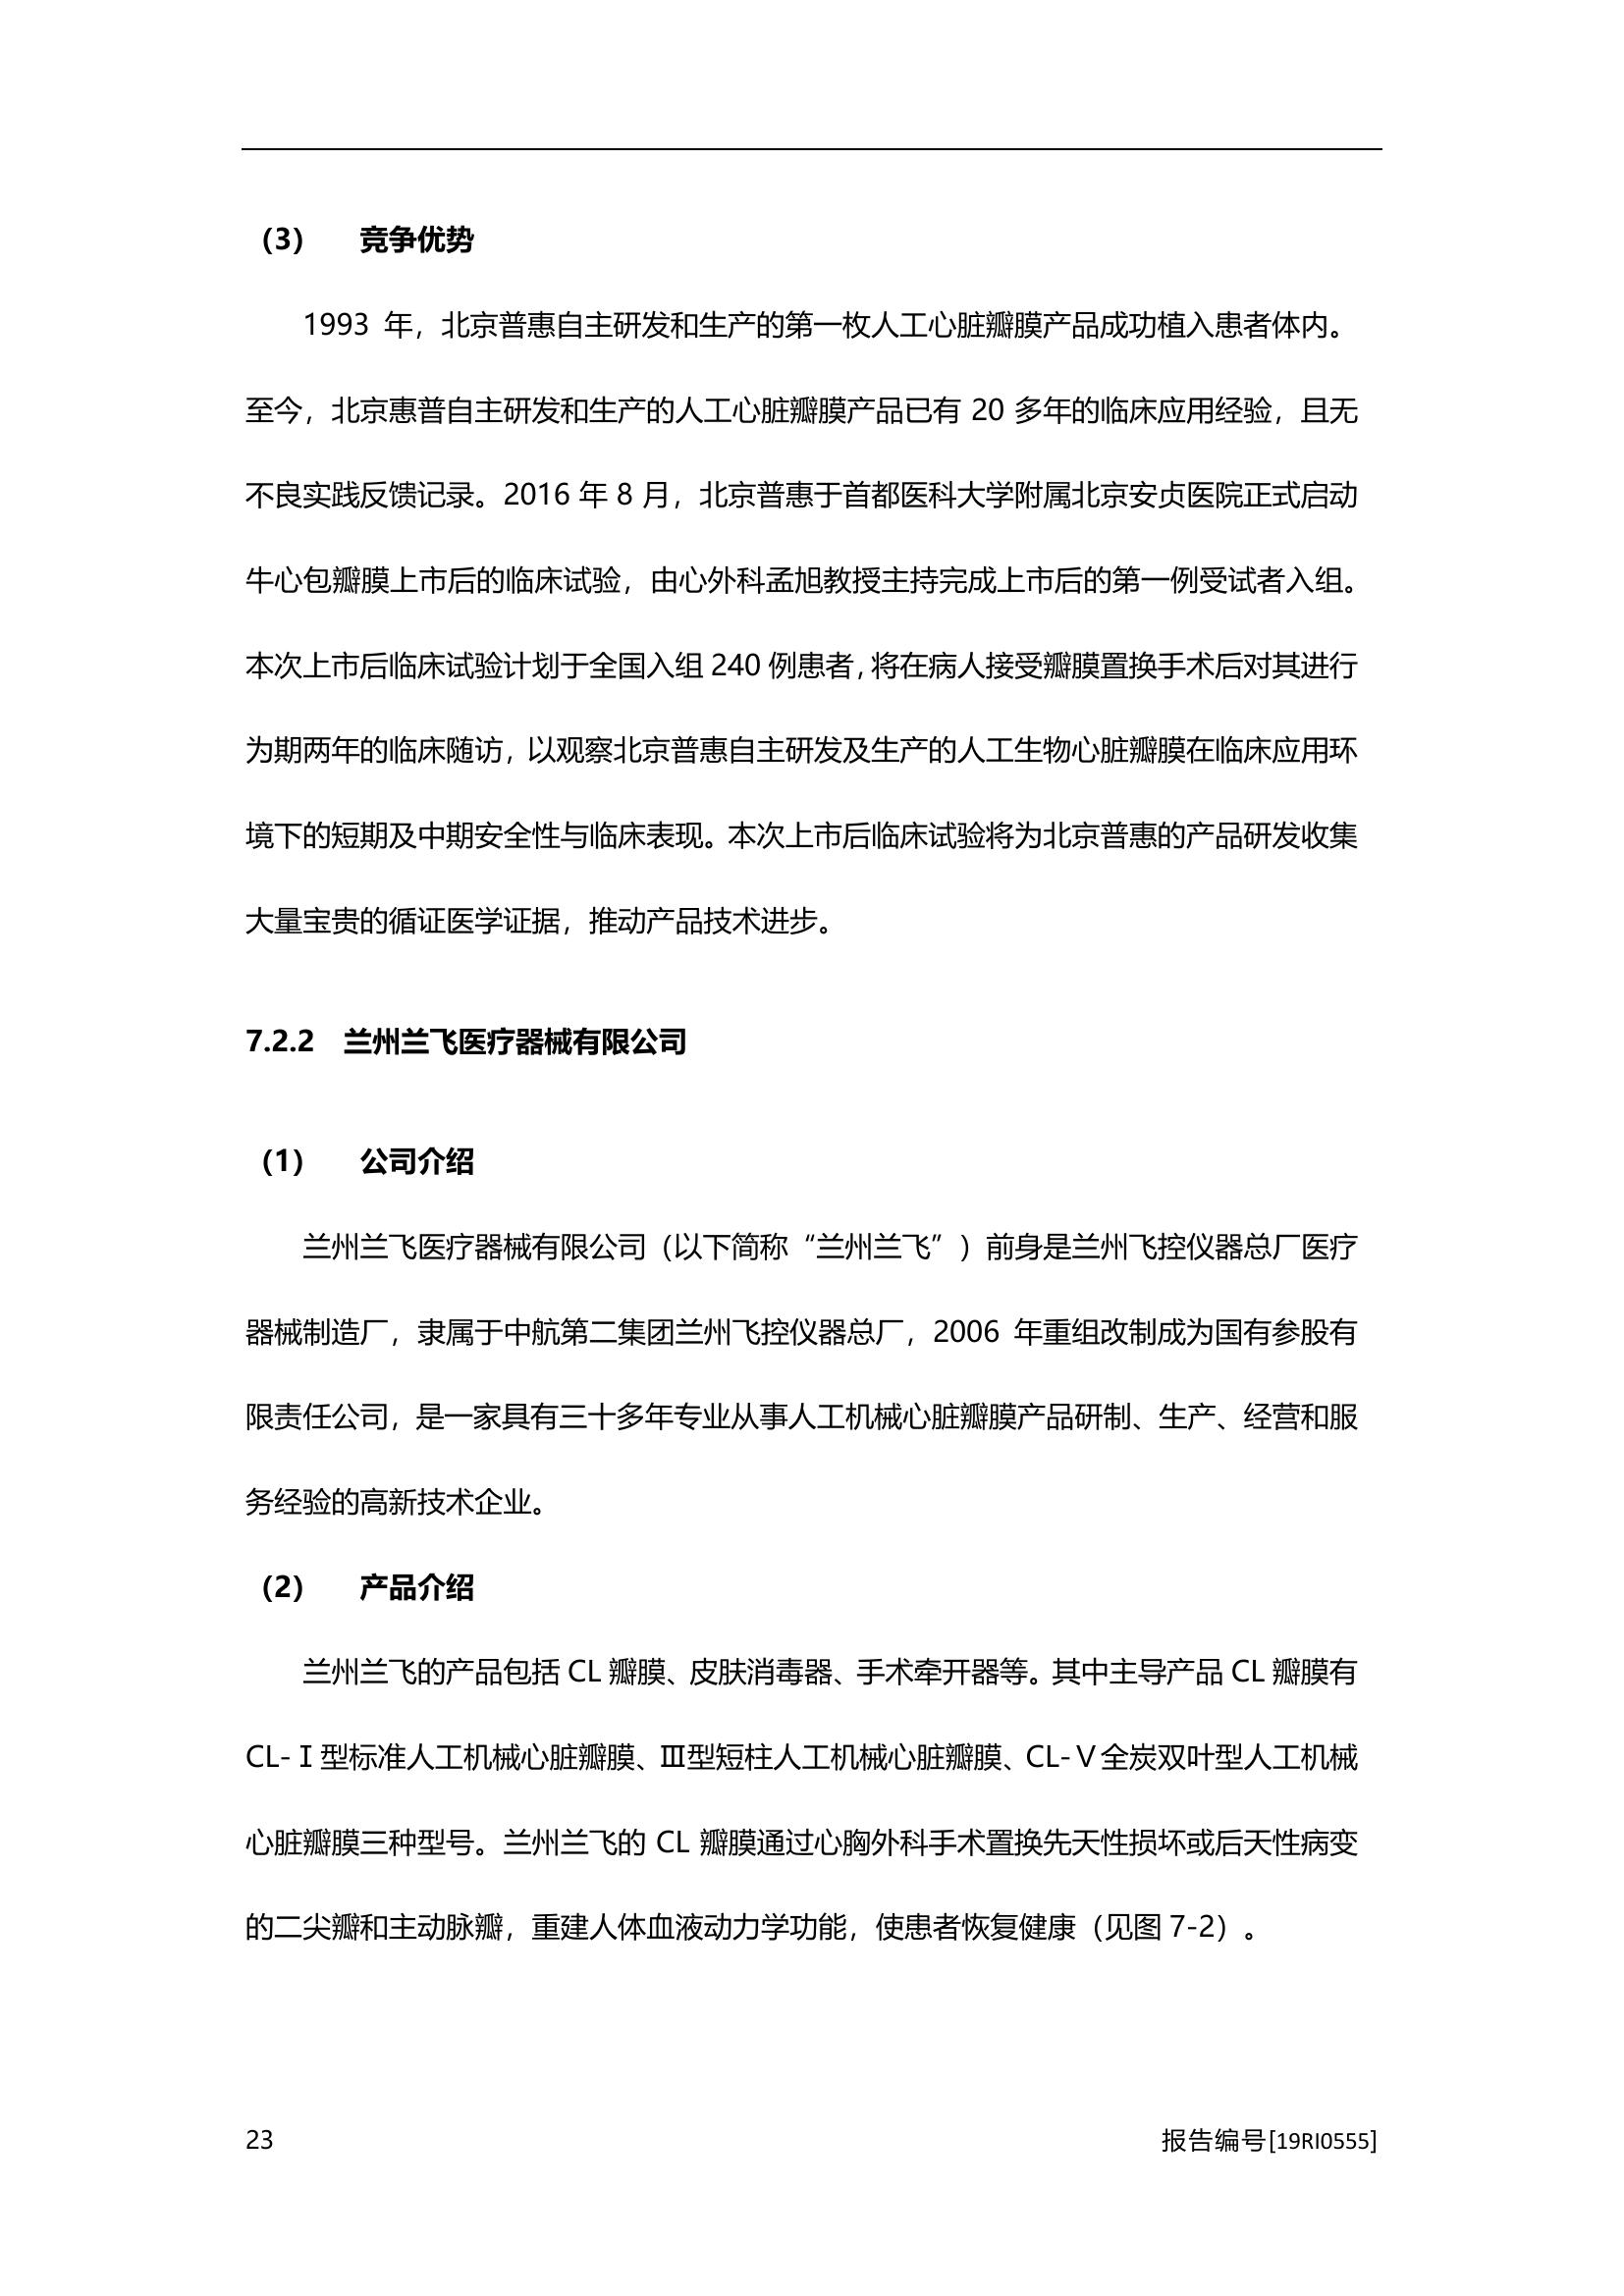 （3） 竞争优势
1993 年，北京普惠自主研发和生产的第一枚人工心脏瓣膜产品成功植入患者体内。
至今，北京惠普自主研发和生产的人工心脏瓣膜产品已有 20 多年的临床应用经验，且无
不良实践反馈记录。2016 年 8 月，北京普惠于首都医科大学附属北京安贞医院正式启动
牛心包瓣膜上市后的临床试验，由心外科孟旭教授主持完成上市后的第一例受试者入组。
本次上市后临床试验计划于全国入组 240 例患者，将在病人接受瓣膜置换手术后对其进行
为期两年的临床随访，以观察北京普惠自主研发及生产的人工生物心脏瓣膜在临床应用环
境下的短期及中期安全性与临床表现。本次上市后临床试验将为北京普惠的产品研发收集
大量宝贵的循证医学证据，推动产品技术进步。
7.2.2 兰州兰飞医疗器械有限公司
（1） 公司介绍
兰州兰飞医疗器械有限公司（以下简称“兰州兰飞”）前身是兰州飞控仪器总厂医疗
器械制造厂，隶属于中航第二集团兰州飞控仪器总厂，2006 年重组改制成为国有参股有
限责任公司，是一家具有三十多年专业从事人工机械心脏瓣膜产品研制、生产、经营和服
务经验的高新技术企业。
（2） 产品介绍
兰州兰飞的产品包括 CL 瓣膜、皮肤消毒器、手术牵开器等。其中主导产品 CL 瓣膜有
CL-Ⅰ型标准人工机械心脏瓣膜、Ⅲ型短柱人工机械心脏瓣膜、CL-Ⅴ全炭双叶型人工机械
心脏瓣膜三种型号。兰州兰飞的 CL 瓣膜通过心胸外科手术置换先天性损坏或后天性病变
的二尖瓣和主动脉瓣，重建人体血液动力学功能，使患者恢复健康（见图 7-2）。
23 报告编号[19RI0555]